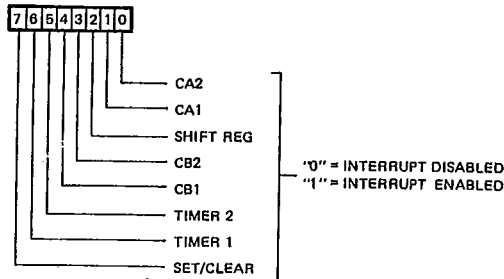 7 6 5 4 3 2 1 0
CA2
CA1
SHIFT REG
CB2
CB1
TIMER 2
TIMER 1
SET/CLEAR
"0" = INTERRUPT DISABLED
"1" = INTERRUPT ENABLED